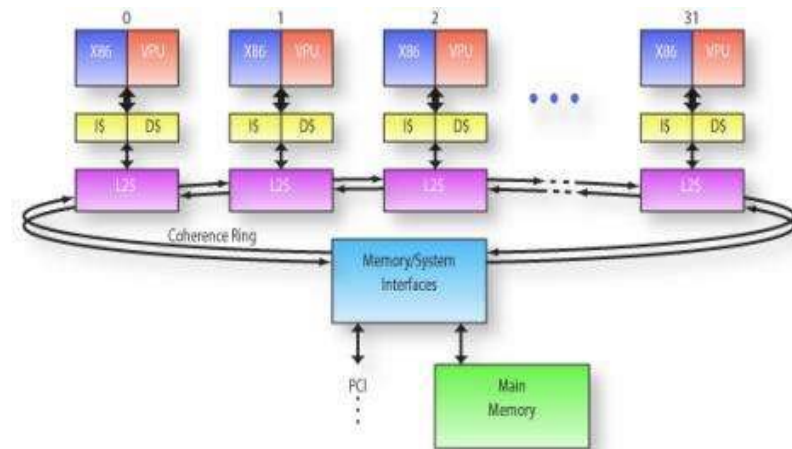 0 1 2 31
X86 VPU X86 VPU X86 VPU X86 VPU
I$ D$ I$ D$ I$ D$ I$ D$
L2$ L2$ L2$ L2$
Coherence Ring
Memory/System
Interfaces
PCI
Main
Memory